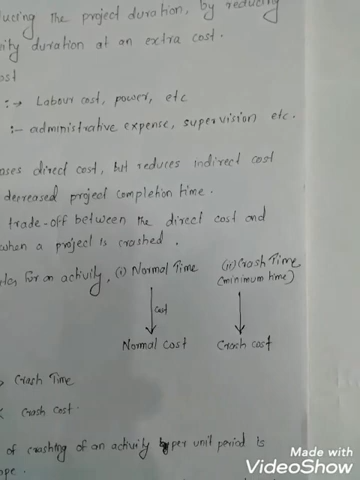 ucing the project duration, by reducing
ity duration at an extra cost.
ost
:→ Labour cost, power, etc
:- administrative expense, supervision etc.
ases direct cost, but reduces indirect cost
decreased project completion time.
trade-off between the direct cost and
when a project is crashed.
for an activity, (i) Normal Time (ii) Crash Time
(minimum time)
cost
Normal Cost Crash cost
> Crash Time
< Crash Cost.
of crashing of an activity per unit period is
ope.
Made with
VideoShow